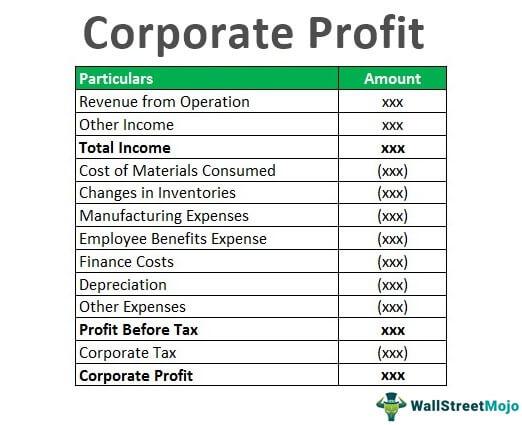 Corporate Profit
Particulars Amount
Revenue from Operation xxx
Other Income xxx
Total Income xxx
Cost of Materials Consumed (xxx)
Changes in Inventories (xxx)
Manufacturing Expenses (xxx)
Employee Benefits Expense (xxx)
Finance Costs (xxx)
Depreciation (xxx)
Other Expenses (xxx)
Profit Before Tax xxx
Corporate Tax (xxx)
Corporate Profit xxx
WallStreetMojo